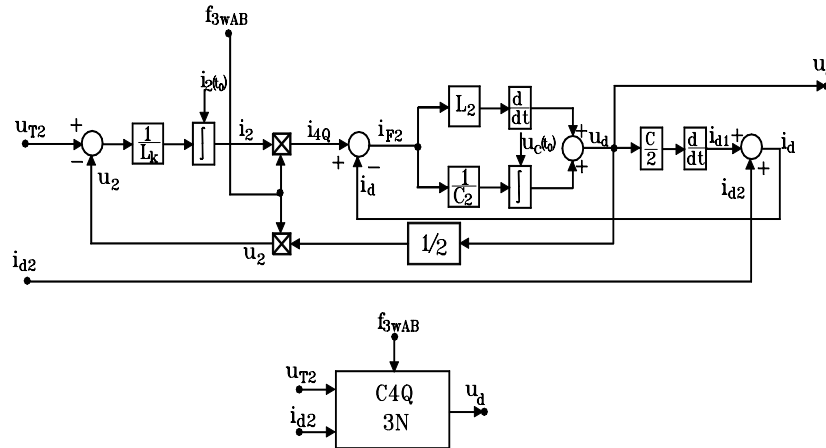 f3wAB
i2(t0)
uT2
+
−
1
Lk
∫
i2
i4Q
+
−
iF2
id
L2
d
dt
uC(t0)
1
C2
∫
+
+
ud
C
2
d
dt
id1
+
id
id2
+
u
u2
u2
1/2
id2
f3wAB
uT2
id2
C4Q
3N
ud